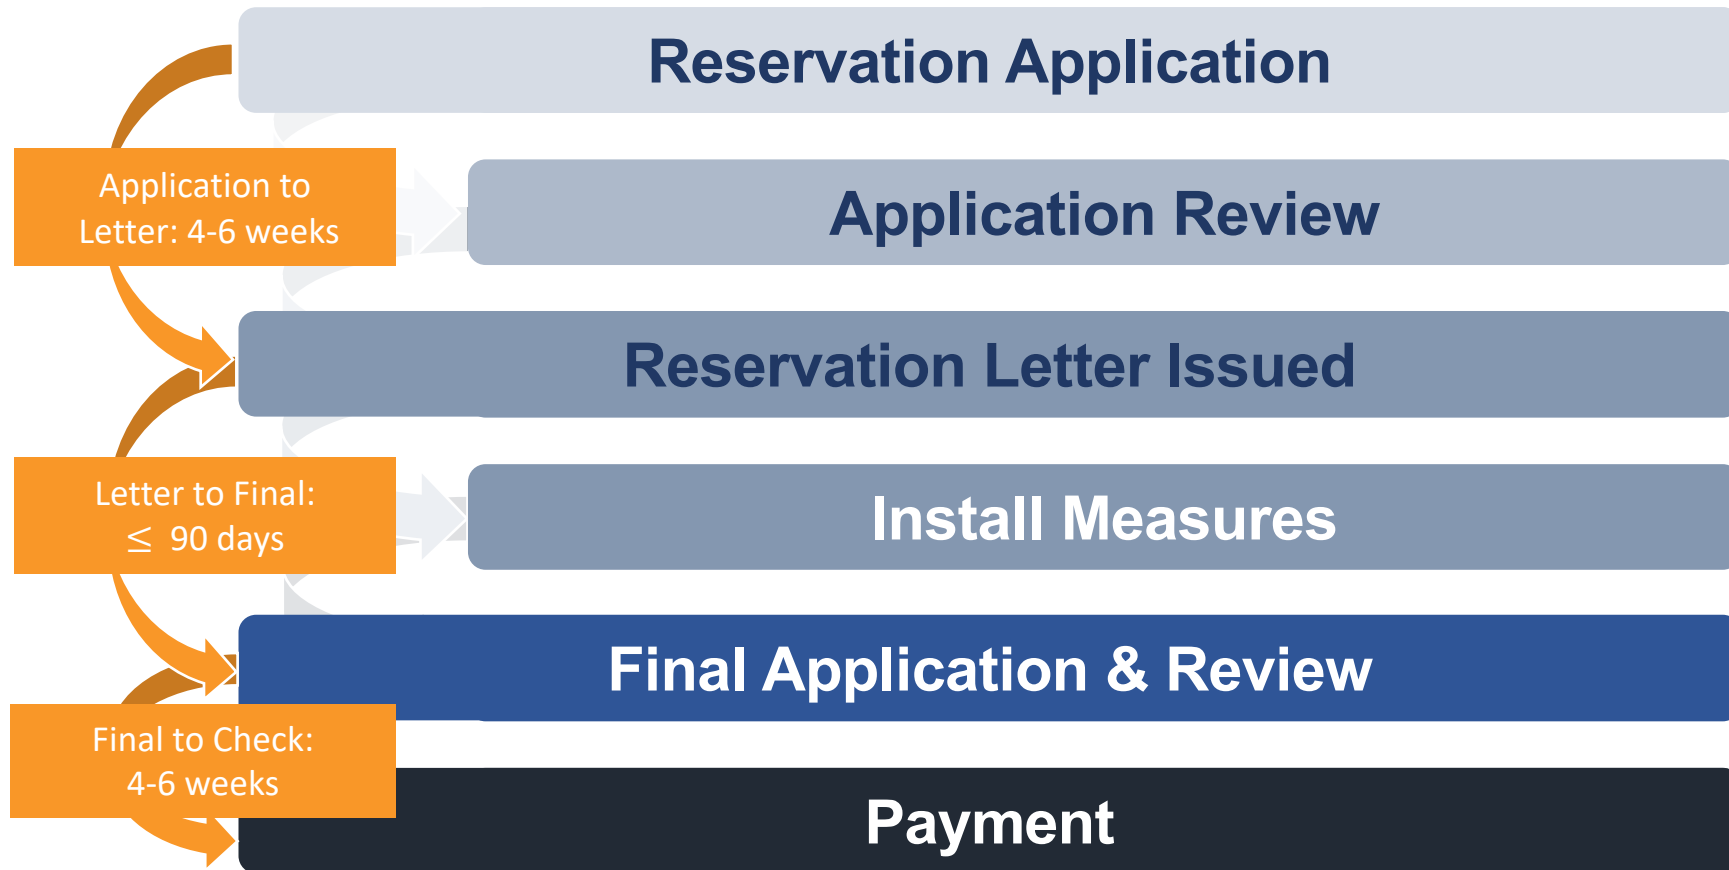 Reservation Application
Application to
Letter: 4-6 weeks
Application Review
Reservation Letter Issued
Letter to Final:
≤ 90 days
Install Measures
Final Application & Review
Final to Check:
4-6 weeks
Payment